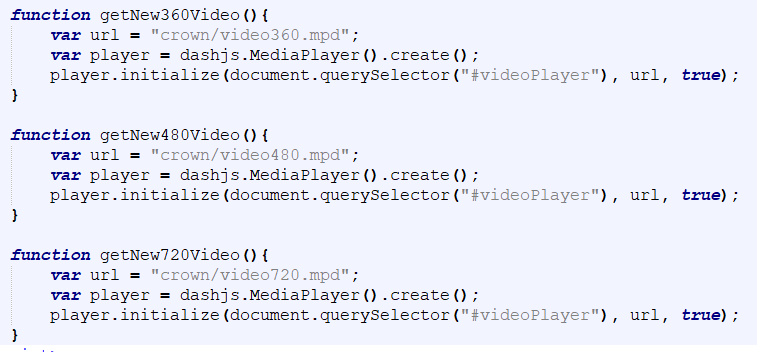 function getNew360Video(){
    var url = "crown/video360.mpd";
    var player = dashjs.MediaPlayer().create();
    player.initialize(document.querySelector("#videoPlayer"), url, true);
}

function getNew480Video(){
    var url = "crown/video480.mpd";
    var player = dashjs.MediaPlayer().create();
    player.initialize(document.querySelector("#videoPlayer"), url, true);
}

function getNew720Video(){
    var url = "crown/video720.mpd";
    var player = dashjs.MediaPlayer().create();
    player.initialize(document.querySelector("#videoPlayer"), url, true);
}